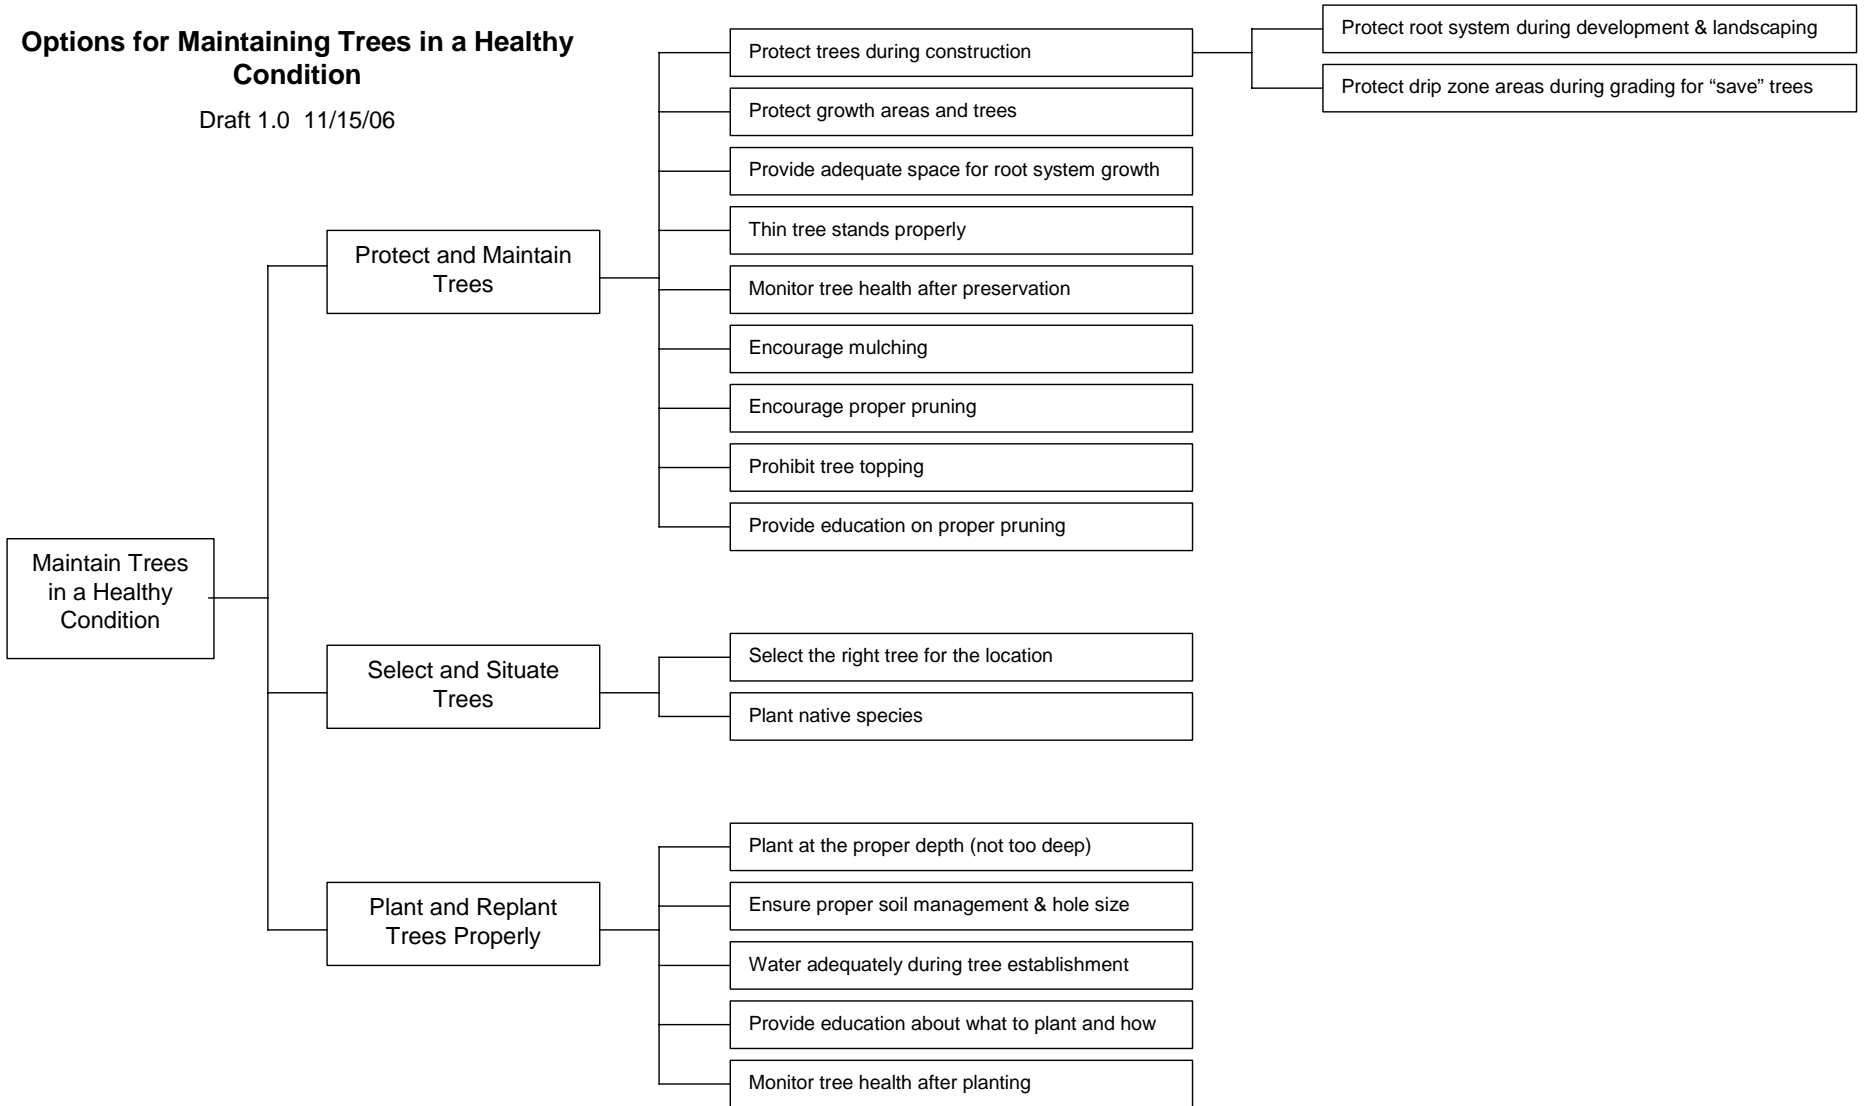 Options for Maintaining Trees in a Healthy
Condition
Draft 1.0 11/15/06
Maintain Trees
in a Healthy
Condition
Protect and Maintain
Trees
Protect trees during construction
Protect root system during development & landscaping
Protect drip zone areas during grading for “save” trees
Protect growth areas and trees
Provide adequate space for root system growth
Thin tree stands properly
Monitor tree health after preservation
Encourage mulching
Encourage proper pruning
Prohibit tree topping
Provide education on proper pruning
Select and Situate
Trees
Select the right tree for the location
Plant native species
Plant and Replant
Trees Properly
Plant at the proper depth (not too deep)
Ensure proper soil management & hole size
Water adequately during tree establishment
Provide education about what to plant and how
Monitor tree health after planting